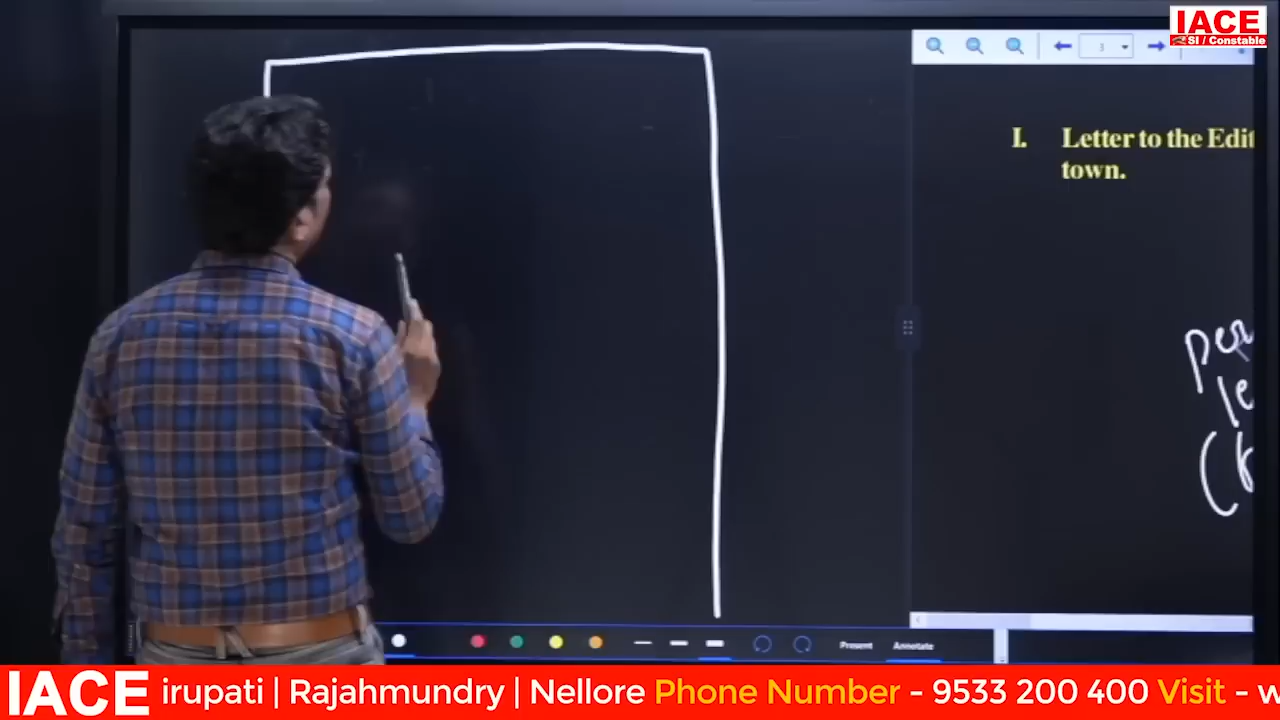 IACE
SI / Constable
3
I. Letter to the Edit
town.
(
Present
Annotate
IACE irupati | Rajahmundry | Nellore Phone Number - 9533 200 400 Visit - w